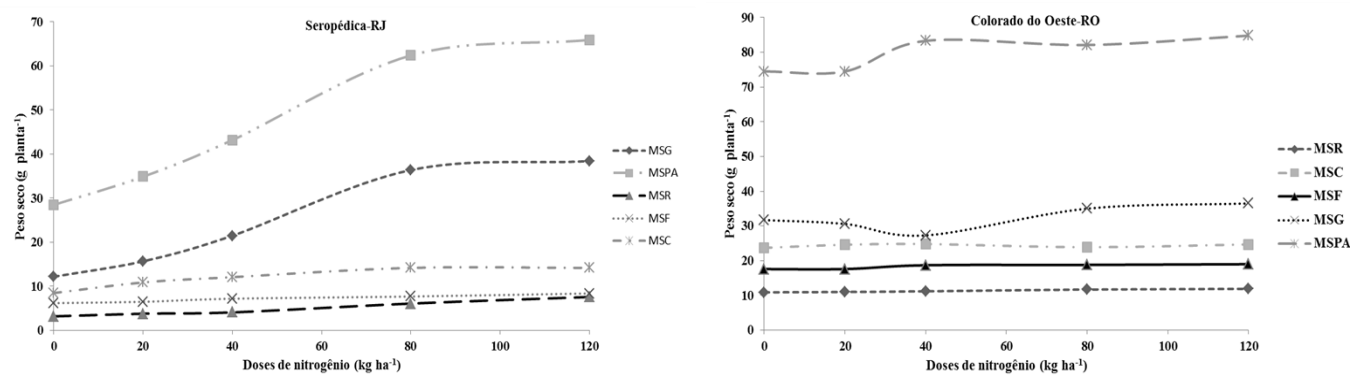 Seropédica-RJ
Peso seco (g planta⁻¹)
70
60
50
40
30
20
10
0
0 20 40 60 80 100 120
Doses de nitrogênio (kg ha⁻¹)
MSG
MSPA
MSR
MSF
MSC
Colorado do Oeste-RO
Peso seco (g planta⁻¹)
90
80
70
60
50
40
30
20
10
0
0 20 40 60 80 100 120
Doses de nitrogênio (kg ha⁻¹)
MSR
MSC
MSF
MSG
MSPA